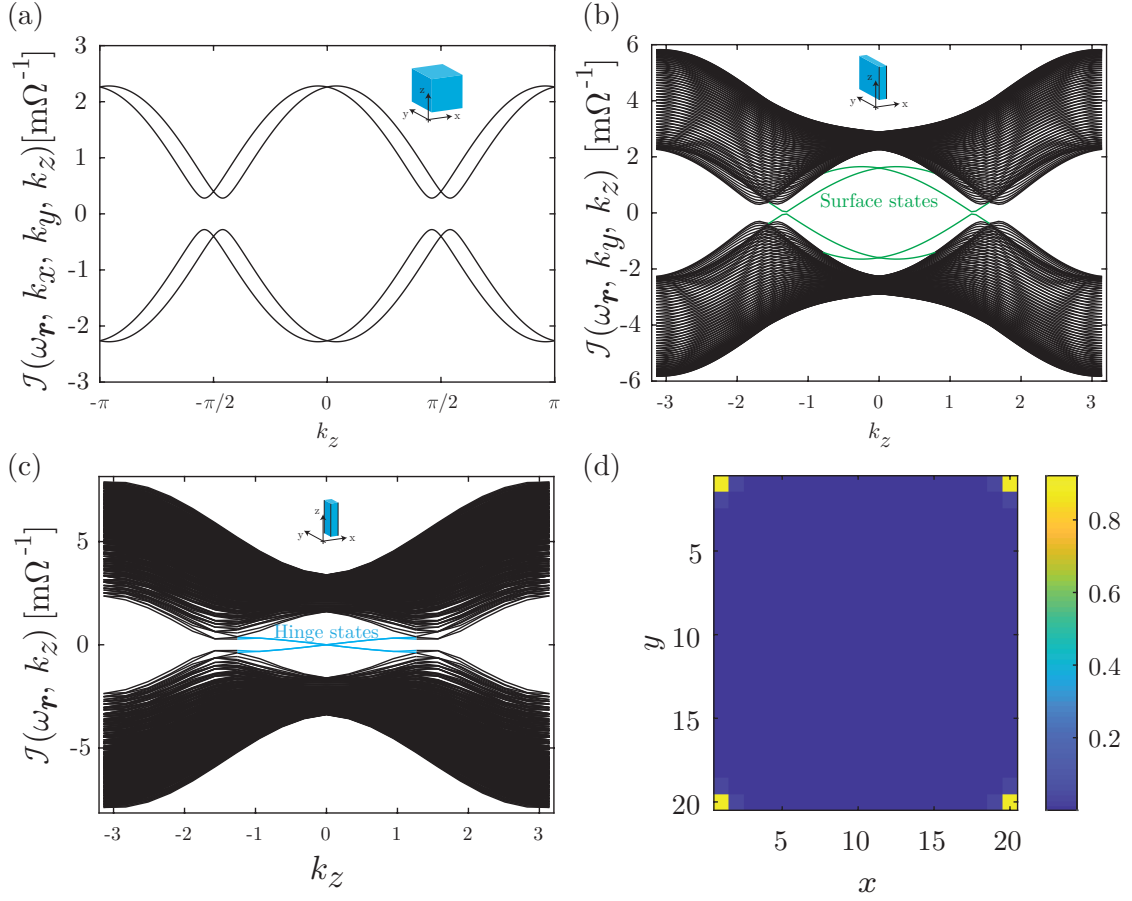 (a)
𝒥(ω_r, k_x, k_y, k_z)[mΩ⁻¹]
3
2
1
0
-1
-2
-3
z
y
x
-π
-π/2
0
π/2
π
k_z
(b)
𝒥(ω_r, k_y, k_z) [mΩ⁻¹]
6
4
2
0
-2
-4
-6
z
y
x
Surface states
-3
-2
-1
0
1
2
3
k_z
(c)
𝒥(ω_r, k_z) [mΩ⁻¹]
5
0
-5
z
y
x
Hinge states
-3
-2
-1
0
1
2
3
k_z
(d)
y
5
10
15
20
5
10
15
20
x
0.8
0.6
0.4
0.2